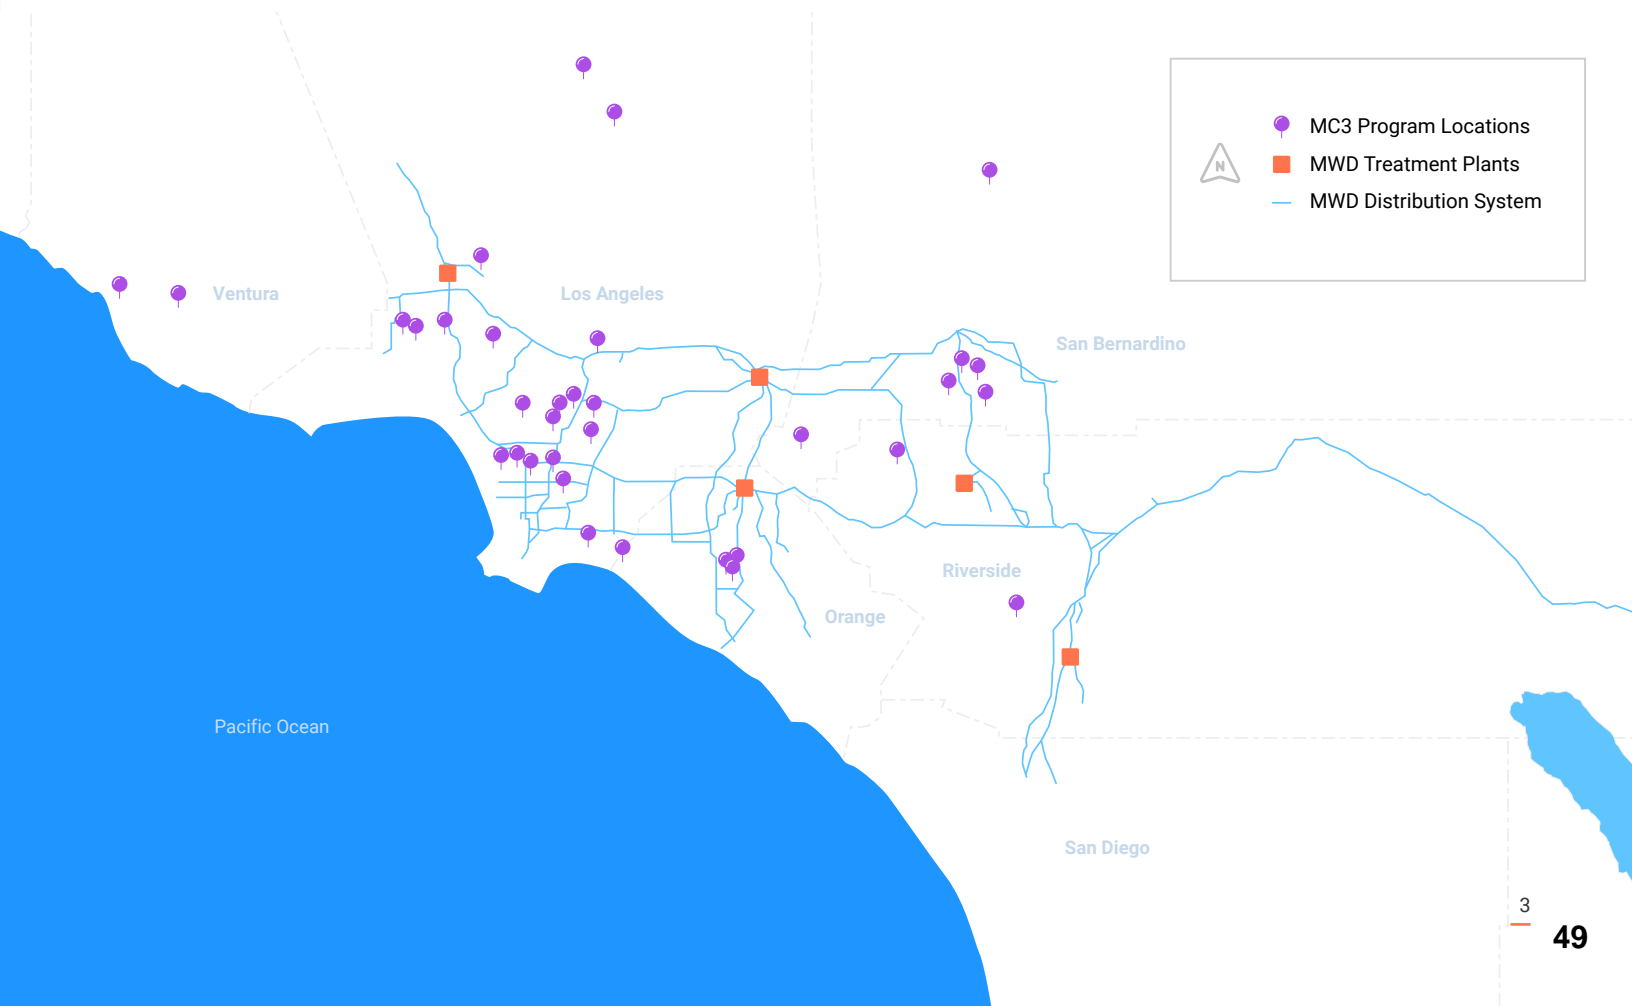 MC3 Program Locations
N
MWD Treatment Plants
MWD Distribution System
Ventura
Los Angeles
San Bernardino
Riverside
Orange
Pacific Ocean
San Diego
3
49